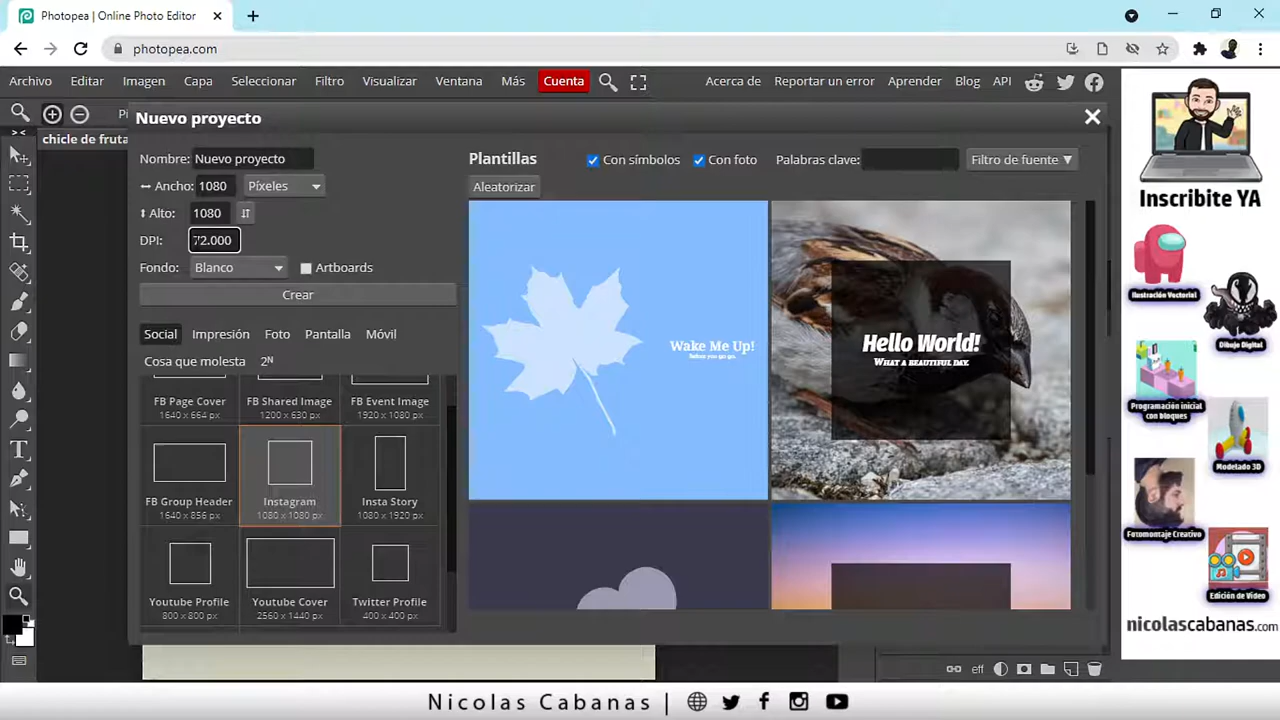 Photopea | Online Photo Editor
photopea.com
Archivo Editar Imagen Capa Seleccionar Filtro Visualizar Ventana Más Cuenta Acerca de Reportar un error Aprender Blog API
chicle de fruta
Nuevo proyecto
Nombre: Nuevo proyecto
Ancho: 1080 Píxeles
Alto: 1080
DPI: 72.000
Fondo: Blanco Artboards
Crear
Social Impresión Foto Pantalla Móvil
Cosa que molesta 2ᴺ
FB Page Cover
1640 x 664 px
FB Shared Image
1200 x 630 px
FB Event Image
1920 x 1080 px
FB Group Header
1640 x 856 px
Instagram
1080 x 1080 px
Insta Story
1080 x 1920 px
Youtube Profile
800 x 800 px
Youtube Cover
2560 x 1440 px
Twitter Profile
400 x 400 px
Plantillas Con símbolos Con foto Palabras clave: Filtro de fuente ▼
Aleatorizar
Wake Me Up!
Before you go go.
Hello World!
What a beautiful day.
eff
Inscribite YA
Ilustración Vectorial
Dibujo Digital
Programación inicial
con bloques
Modelado 3D
Fotomontaje Creativo
Edición de Video
nicolascabanas.com
Nicolas Cabanas |